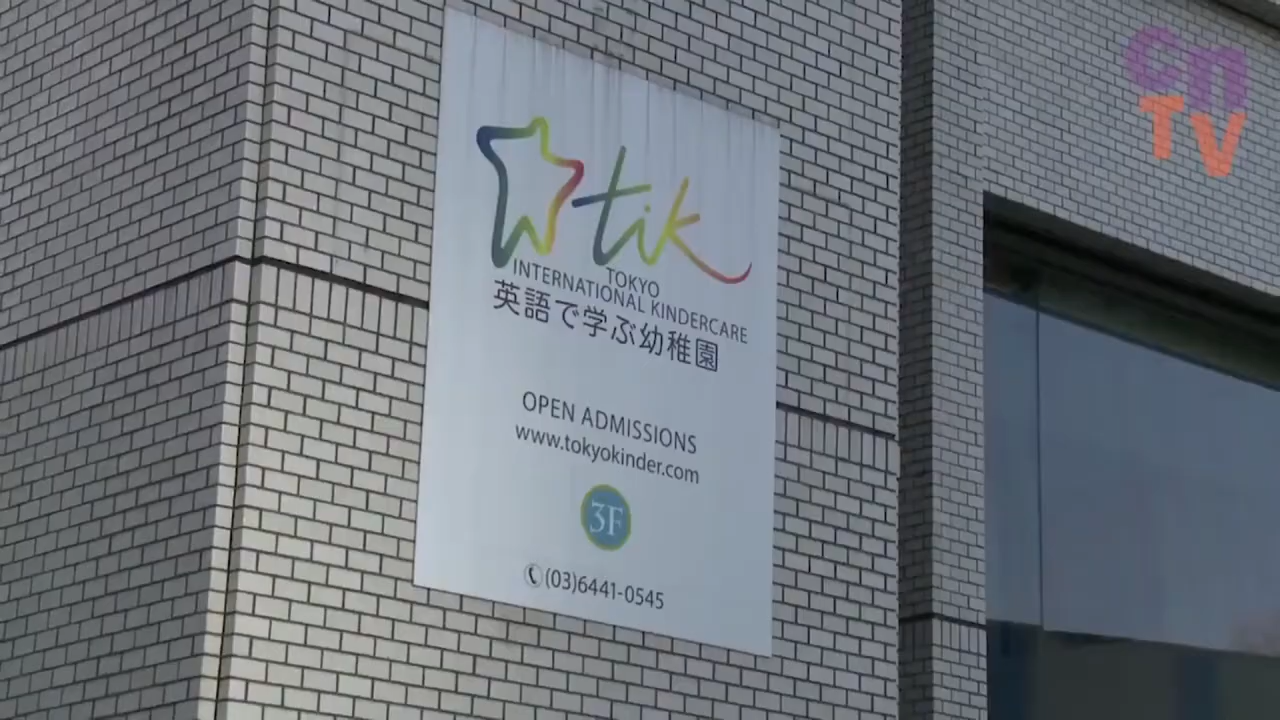 cn
TV
tik
TOKYO
INTERNATIONAL KINDERCARE
英語で学ぶ幼稚園
OPEN ADMISSIONS
www.tokyokinder.com
3F
(03)6441-0545